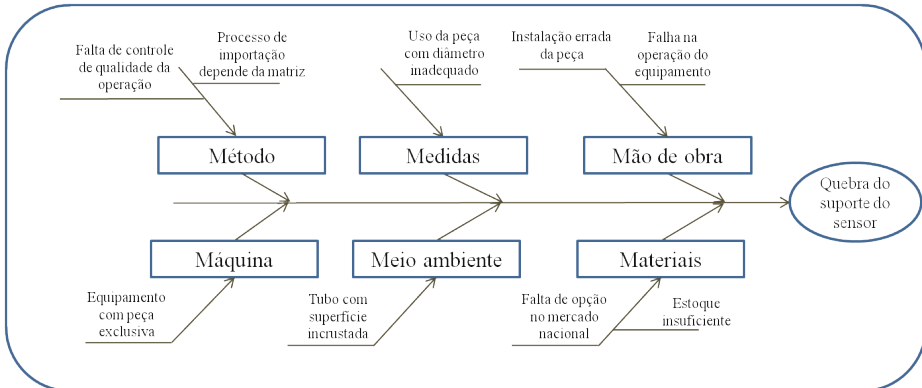 Falta de controle
de qualidade da
operação
Processo de
importação
depende da matriz
Uso da peça
com diâmetro
inadequado
Instalação errada
da peça
Falha na
operação do
equipamento
Método
Medidas
Mão de obra
Quebra do
suporte do
sensor
Máquina
Meio ambiente
Materiais
Equipamento
com peça
exclusiva
Tubo com
superfície
incrustada
Falta de opção
no mercado
nacional
Estoque
insuficiente